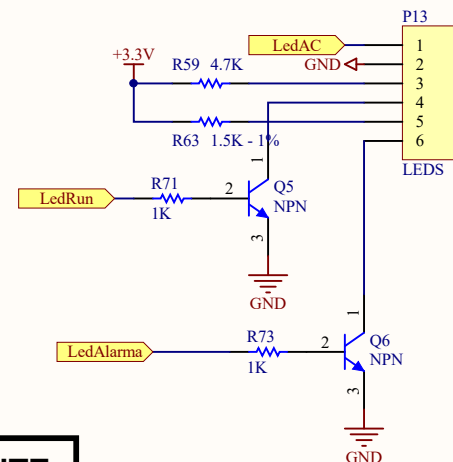 P13
LedAC
1
+3.3V
GND
2
R59 4.7K
3
4
5
R63 1.5K - 1%
6
LEDS
1
R71
2
Q5
LedRun
NPN
1K
3
GND
1
R73
Q6
LedAlarma
2
NPN
1K
3
GND